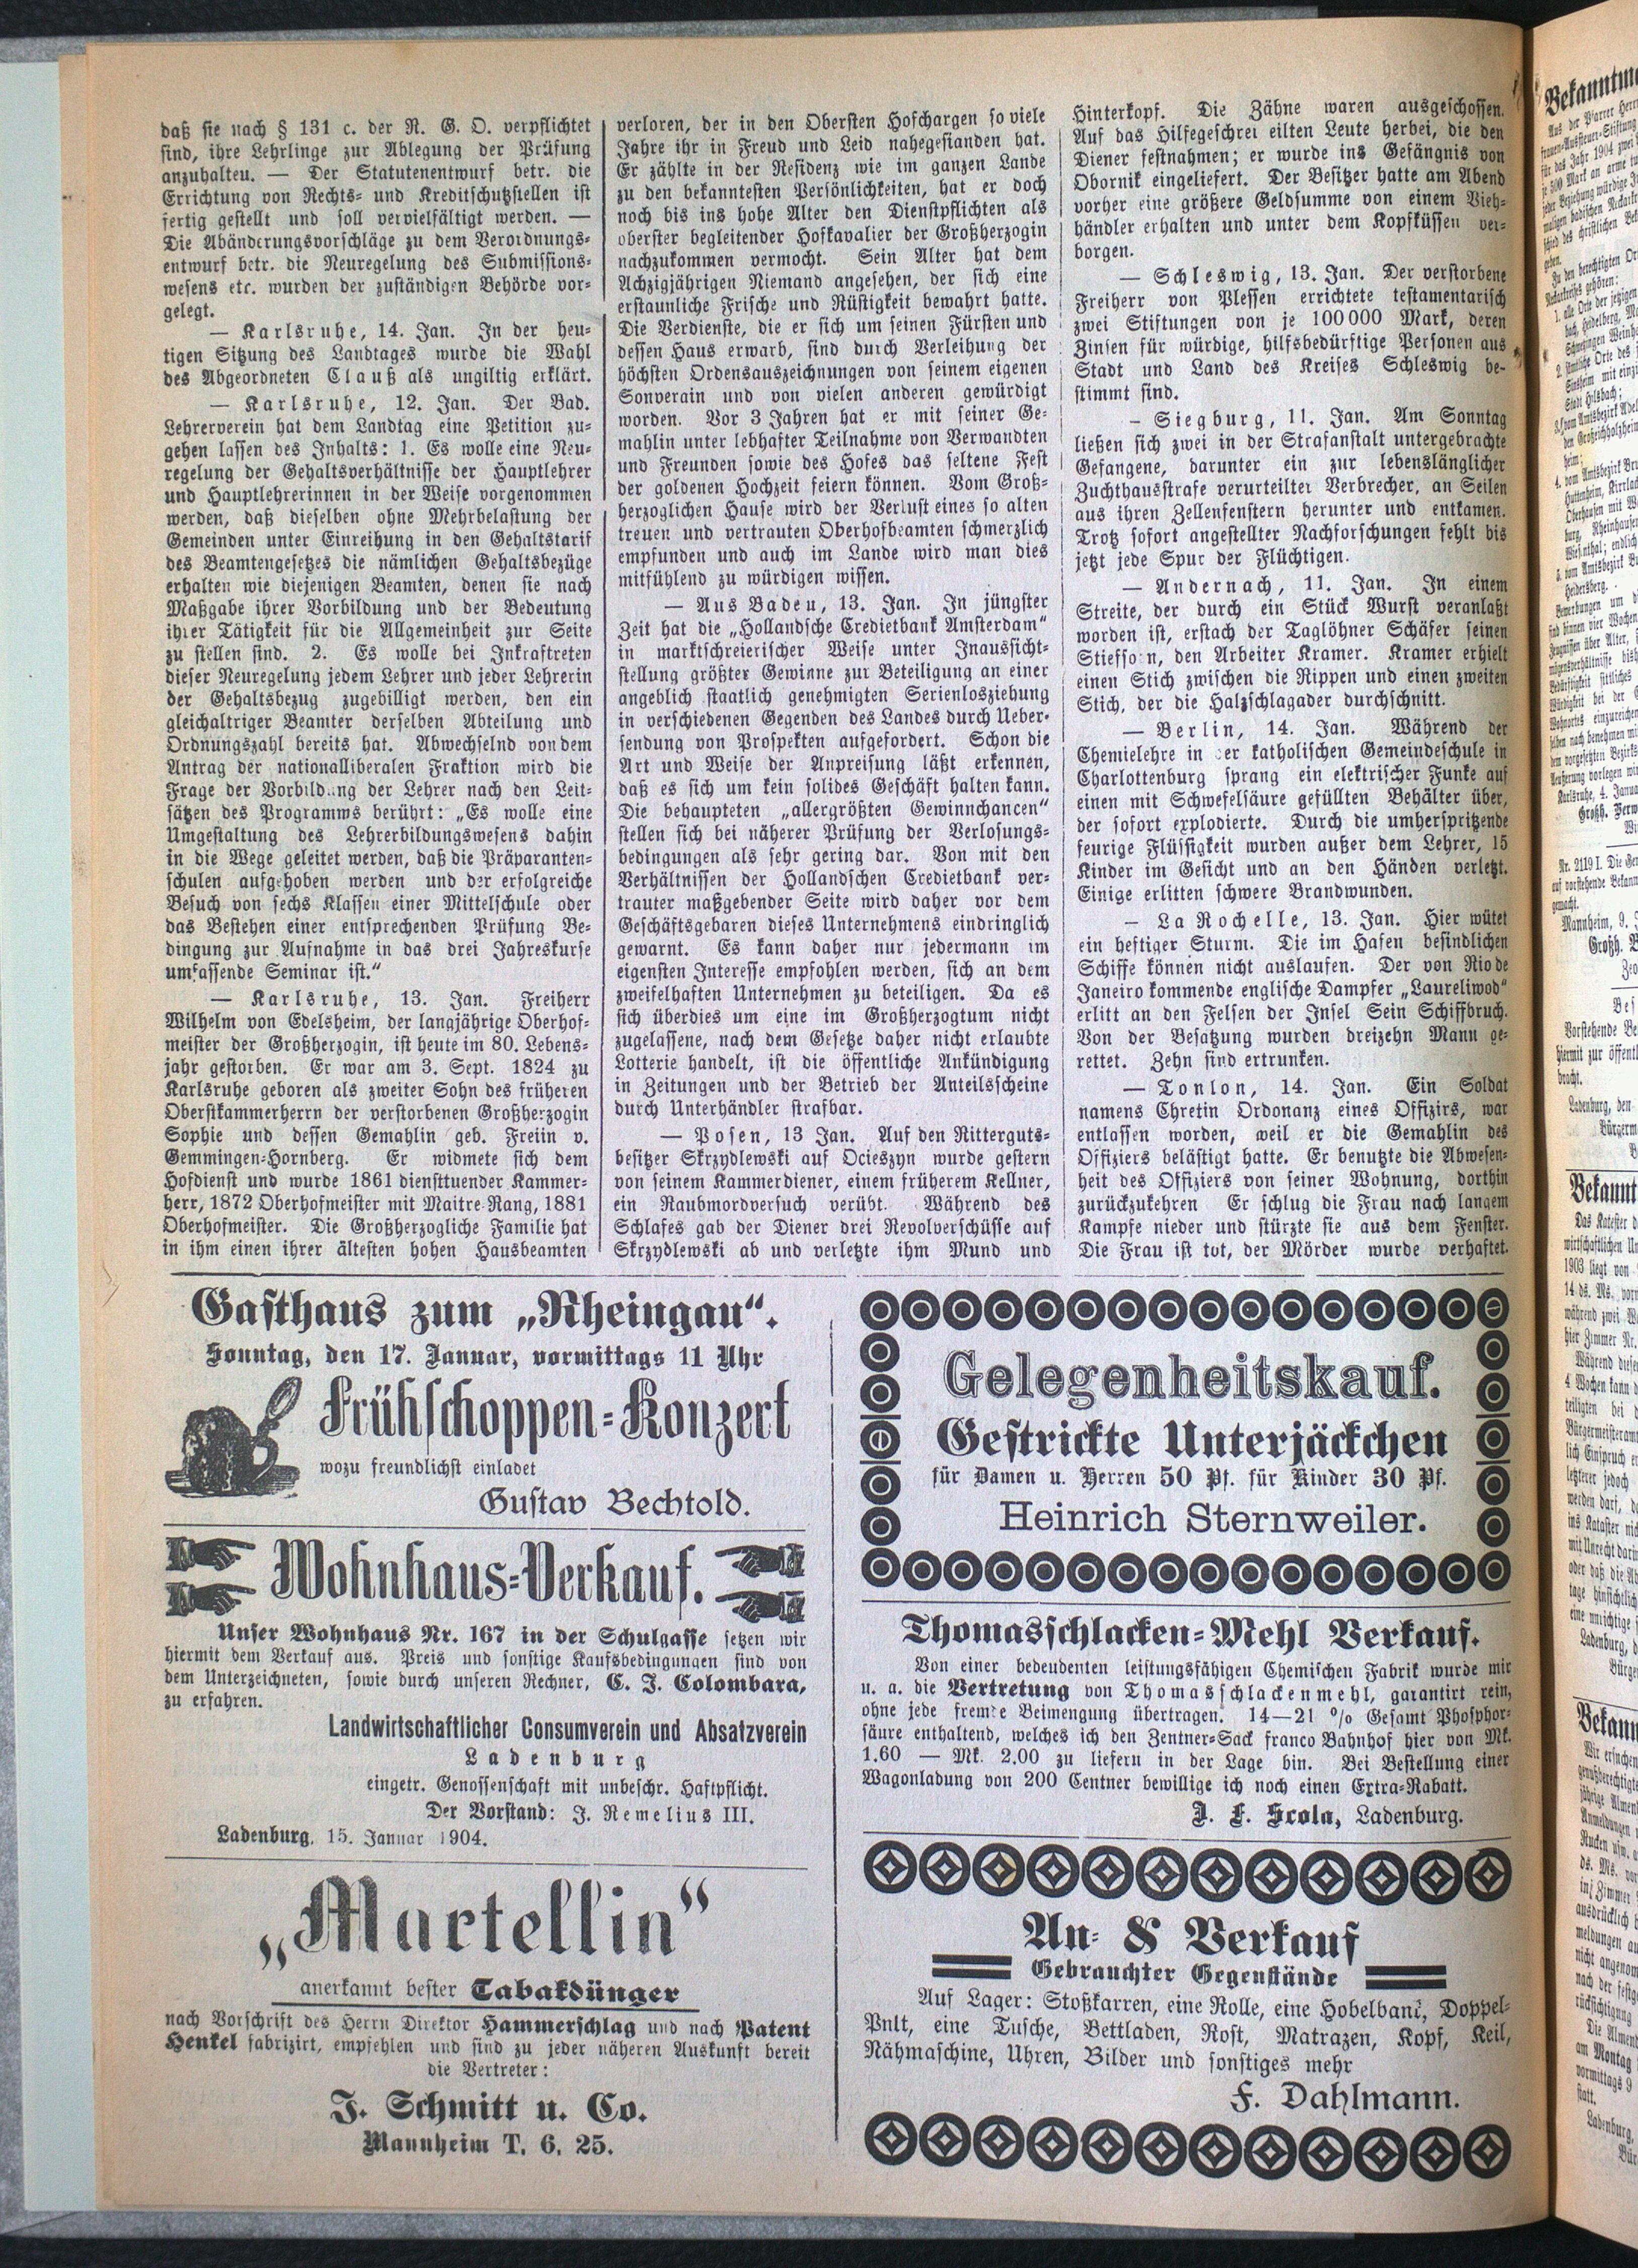 daß sie nach § 131 c. der R. G. O. verpflichtet
sind, ihre Lehrlinge zur Ablegung der Prüfung
anzuhalten. — Der Statutenentwurf betr. die
Errichtung von Rechts- und Kreditschutzstellen ist
fertig gestellt und soll vervielfältigt werden. —
Die Abänderungsvorschläge zu dem Verordnungs-
entwurf betr. die Neuregelung des Submissions-
wesens etc. wurden der zuständigen Behörde vor-
gelegt.
— Karlsruhe, 14. Jan. In der heu-
tigen Sitzung des Landtages wurde die Wahl
des Abgeordneten Clauß als ungiltig erklärt.
— Karlsruhe, 12. Jan. Der Bad.
Lehrerverein hat dem Landtag eine Petition zu-
gehen lassen des Inhalts: 1. Es wolle eine Neu-
regelung der Gehaltsverhältnisse der Hauptlehrer
und Hauptlehrerinnen in der Weise vorgenommen
werden, daß dieselben ohne Mehrbelastung der
Gemeinden unter Einreihung in den Gehaltstarif
des Beamtengesetzes die nämlichen Gehaltsbezüge
erhalten wie diejenigen Beamten, denen sie nach
Maßgabe ihrer Vorbildung und der Bedeutung
ihrer Tätigkeit für die Allgemeinheit zur Seite
zu stellen sind. 2. Es wolle bei Inkraftreten
dieser Neuregelung jedem Lehrer und jeder Lehrerin
der Gehaltsbezug zugebilligt werden, den ein
gleichaltriger Beamter derselben Abteilung und
Ordnungszahl bereits hat. Abwechselnd von dem
Antrag der nationalliberalen Fraktion wird die
Frage der Vorbildung der Lehrer nach den Leit-
sätzen des Programms berührt: „Es wolle eine
Umgestaltung des Lehrerbildungswesens dahin
in die Wege geleitet werden, daß die Präparanten-
schulen aufgehoben werden und der erfolgreiche
Besuch von sechs Klassen einer Mittelschule oder
das Bestehen einer entsprechenden Prüfung Be-
dingung zur Aufnahme in das drei Jahreskurse
umfassende Seminar ist.“
— Karlsruhe, 13. Jan. Freiherr
Wilhelm von Edelsheim, der langjährige Oberhof-
meister der Großherzogin, ist heute im 80. Lebens-
jahr gestorben. Er war am 3. Sept. 1824 zu
Karlsruhe geboren als zweiter Sohn des früheren
Oberstkammerherrn der verstorbenen Großherzogin
Sophie und dessen Gemahlin geb. Freiin v.
Gemmingen-Hornberg. Er widmete sich dem
Hofdienst und wurde 1861 diensttuender Kammer-
herr, 1872 Oberhofmeister mit Maitre-Rang, 1881
Oberhofmeister. Die Großherzogliche Familie hat
in ihm einen ihrer ältesten hohen Hausbeamten
verloren, der in den Obersten Hofchargen so viele
Jahre ihr in Freud und Leid nahegestanden hat.
Er zählte in der Residenz wie im ganzen Lande
zu den bekanntesten Persönlichkeiten, hat er doch
noch bis ins hohe Alter den Dienstpflichten als
oberster begleitender Hofkavalier der Großherzogin
nachzukommen vermocht. Sein Alter hat dem
Achzigjährigen Niemand angesehen, der sich eine
erstaunliche Frische und Rüstigkeit bewahrt hatte.
Die Verdienste, die er sich um seinen Fürsten und
dessen Haus erwarb, sind durch Verleihung der
höchsten Ordensauszeichnungen von seinem eigenen
Souverain und von vielen anderen gewürdigt
worden. Vor 3 Jahren hat er mit seiner Ge-
mahlin unter lebhafter Teilnahme von Verwandten
und Freunden sowie des Hofes das seltene Fest
der goldenen Hochzeit feiern können. Vom Groß-
herzoglichen Hause wird der Verlust eines so alten
treuen und vertrauten Oberhofbeamten schmerzlich
empfunden und auch im Lande wird man dies
mitfühlend zu würdigen wissen.
— Aus Baden, 13. Jan. In jüngster
Zeit hat die „Hollandsche Credietbank Amsterdam“
in marktschreierischer Weise unter Inaussicht-
stellung größter Gewinne zur Beteiligung an einer
angeblich staatlich genehmigten Serienlosziehung
in verschiedenen Gegenden des Landes durch Ueber-
sendung von Prospekten aufgefordert. Schon die
Art und Weise der Anpreisung läßt erkennen,
daß es sich um kein solides Geschäft halten kann.
Die behaupteten „allergrößten Gewinnchancen“
stellen sich bei näherer Prüfung der Verlosungs-
bedingungen als sehr gering dar. Von mit den
Verhältnissen der Hollandschen Credietbank ver-
trauter maßgebender Seite wird daher vor dem
Geschäftsgebaren dieses Unternehmens eindringlich
gewarnt. Es kann daher nur jedermann im
eigensten Interesse empfohlen werden, sich an dem
zweifelhaften Unternehmen zu beteiligen. Da es
sich überdies um eine im Großherzogtum nicht
zugelassene, nach dem Gesetze daher nicht erlaubte
Lotterie handelt, ist die öffentliche Ankündigung
in Zeitungen und der Betrieb der Anteilsscheine
durch Unterhändler strafbar.
— Posen, 13 Jan. Auf den Ritterguts-
besitzer Skrzydlewski auf Ocieszyn wurde gestern
von seinem Kammerdiener, einem früherem Kellner,
ein Raubmordversuch verübt. Während des
Schlafes gab der Diener drei Revolverschüsse auf
Skrzydlewski ab und verletzte ihm Mund und
Hinterkopf. Die Zähne waren ausgeschossen.
Auf das Hilfegeschrei eilten Leute herbei, die den
Diener festnahmen; er wurde ins Gefängnis von
Obornik eingeliefert. Der Besitzer hatte am Abend
vorher eine größere Geldsumme von einem Vieh-
händler erhalten und unter dem Kopfküssen ver-
borgen.
— Schleswig, 13. Jan. Der verstorbene
Freiherr von Plessen errichtete testamentarisch
zwei Stiftungen von je 100000 Mark, deren
Zinsen für würdige, hilfsbedürftige Personen aus
Stadt und Land des Kreises Schleswig be-
stimmt sind.
— Siegburg, 11. Jan. Am Sonntag
ließen sich zwei in der Strafanstalt untergebrachte
Gefangene, darunter ein zur lebenslänglicher
Zuchthausstrafe verurteilter Verbrecher, an Seilen
aus ihren Zellenfenstern herunter und entkamen.
Trotz sofort angestellter Nachforschungen fehlt bis
jetzt jede Spur der Flüchtigen.
— Andernach, 11. Jan. In einem
Streite, der durch ein Stück Wurst veranlaßt
worden ist, erstach der Taglöhner Schäfer seinen
Stiefsohn, den Arbeiter Kramer. Kramer erhielt
einen Stich zwischen die Rippen und einen zweiten
Stich, der die Halzschlagader durchschnitt.
— Berlin, 14. Jan. Während der
Chemielehre in der katholischen Gemeindeschule in
Charlottenburg sprang ein elektrischer Funke auf
einen mit Schwefelsäure gefüllten Behälter über,
der sofort explodierte. Durch die umherspritzende
feurige Flüssigkeit wurden außer dem Lehrer, 15
Kinder im Gesicht und an den Händen verletzt.
Einige erlitten schwere Brandwunden.
— La Rochelle, 13. Jan. Hier wütet
ein heftiger Sturm. Die im Hafen befindlichen
Schiffe können nicht auslaufen. Der von Rio de
Janeiro kommende englische Dampfer „Laureliwod“
erlitt an den Felsen der Insel Sein Schiffbruch.
Von der Besatzung wurden dreizehn Mann ge-
rettet. Zehn sind ertrunken.
— Tonlon, 14. Jan. Ein Soldat
namens Chretin Ordonanz eines Offizirs, war
entlassen worden, weil er die Gemahlin des
Offiziers belästigt hatte. Er benutzte die Abwesen-
heit des Offiziers von seiner Wohnung, dorthin
zurückzukehren Er schlug die Frau nach langem
Kampfe nieder und stürzte sie aus dem Fenster.
Die Frau ist tot, der Mörder wurde verhaftet.
Gasthaus zum „Rheingau“.
Sonntag, den 17. Januar, vormittags 11 Uhr
Frühschoppen-Konzert
wozu freundlichst einladet
Gustav Bechtold.
Wohnhaus-Verkauf.
Unser Wohnhaus Nr. 167 in der Schulgasse setzen wir
hiermit dem Verkauf aus. Preis und sonstige Kaufsbedingungen sind von
dem Unterzeichneten, sowie durch unseren Rechner, C. J. Colombara,
zu erfahren.
Landwirtschaftlicher Consumverein und Absatzverein
Ladenburg
eingetr. Genossenschaft mit unbeschr. Haftpflicht.
Der Vorstand: J. Remelius III.
Ladenburg, 15. Januar 1904.
„Martellin“
anerkannt bester Tabakdünger
nach Vorschrift des Herrn Direktor Hammerschlag und nach Patent
Henkel fabrizirt, empfehlen und sind zu jeder näheren Auskunft bereit
die Vertreter:
J. Schmitt u. Co.
Mannheim T. 6, 25.
Gelegenheitskauf.
Gestrickte Unterjäckchen
für Damen u. Herren 50 Pf. für Kinder 30 Pf.
Heinrich Sternweiler.
Thomasschlacken-Mehl Verkauf.
Von einer bedeutenden leistungsfähigen Chemischen Fabrik wurde mir
u. a. die Vertretung von Thomasschlackenmehl, garantirt rein,
ohne jede fremde Beimengung übertragen. 14—21 % Gesamt Phosphor-
säure enthaltend, welches ich den Zentner-Sack franco Bahnhof hier von Mk.
1.60 — Mk. 2.00 zu liefern in der Lage bin. Bei Bestellung einer
Wagonladung von 200 Centner bewillige ich noch einen Extra-Rabatt.
J. F. Scola, Ladenburg.
An- & Verkauf
Gebrauchter Gegenstände
Auf Lager: Stoßkarren, eine Rolle, eine Hobelbank, Doppel-
Pult, eine Tusche, Bettladen, Rost, Matrazen, Kopf, Keil,
Nähmaschine, Uhren, Bilder und sonstiges mehr
F. Dahlmann.